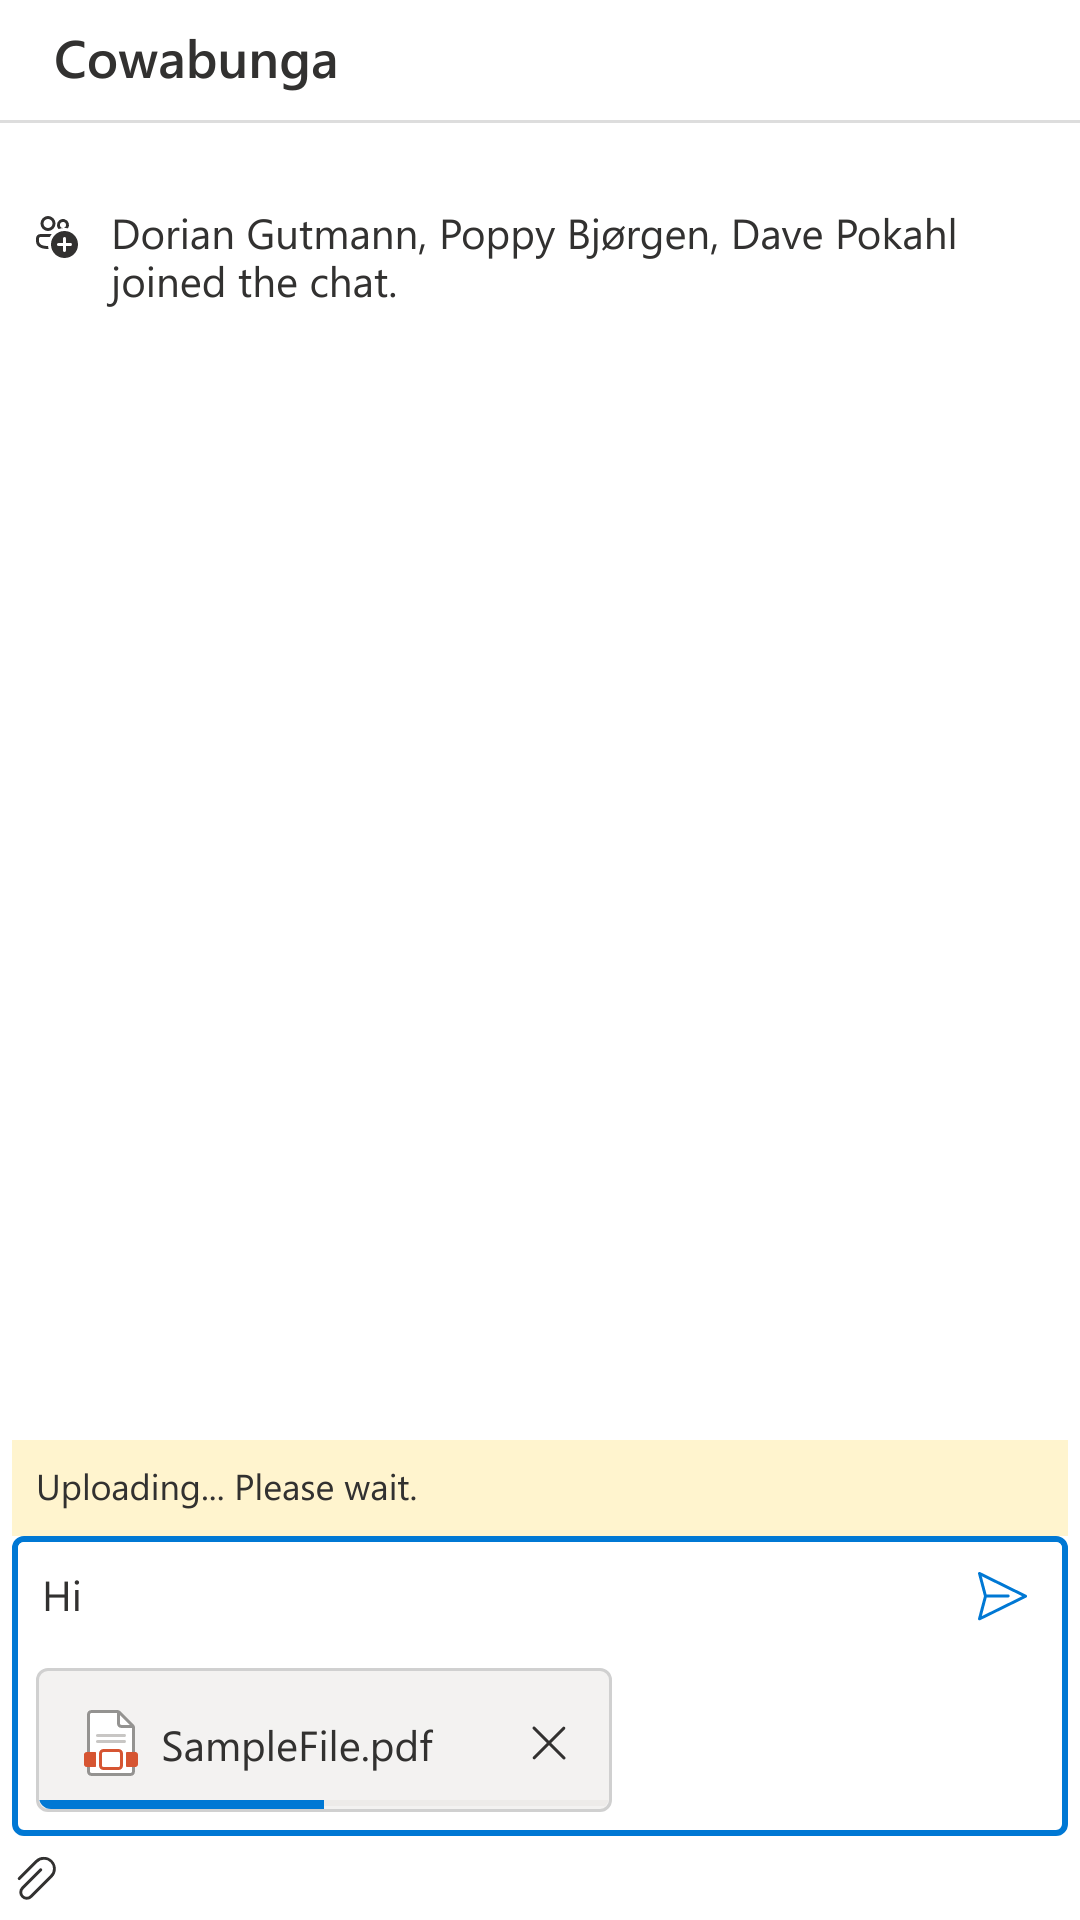 Cowabunga
Dorian Gutmann, Poppy Bjørgen, Dave Pokahl
joined the chat.
Uploading... Please wait.
Hi
SampleFile.pdf